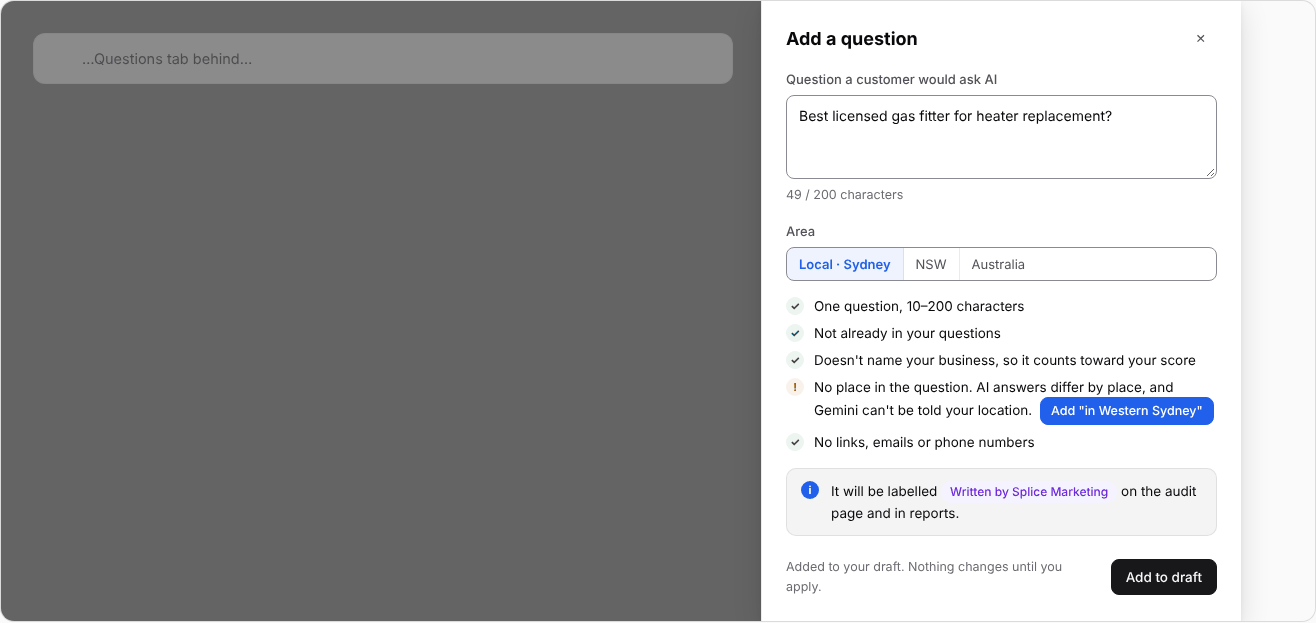 ...Questions tab behind...
Add a question
×
Question a customer would ask AI
Best licensed gas fitter for heater replacement?
49 / 200 characters
Area
Local · Sydney NSW Australia
One question, 10–200 characters
Not already in your questions
Doesn't name your business, so it counts toward your score
! No place in the question. AI answers differ by place, and
Gemini can't be told your location. Add "in Western Sydney"
No links, emails or phone numbers
i It will be labelled Written by Splice Marketing on the audit
page and in reports.
Added to your draft. Nothing changes until you
apply.
Add to draft